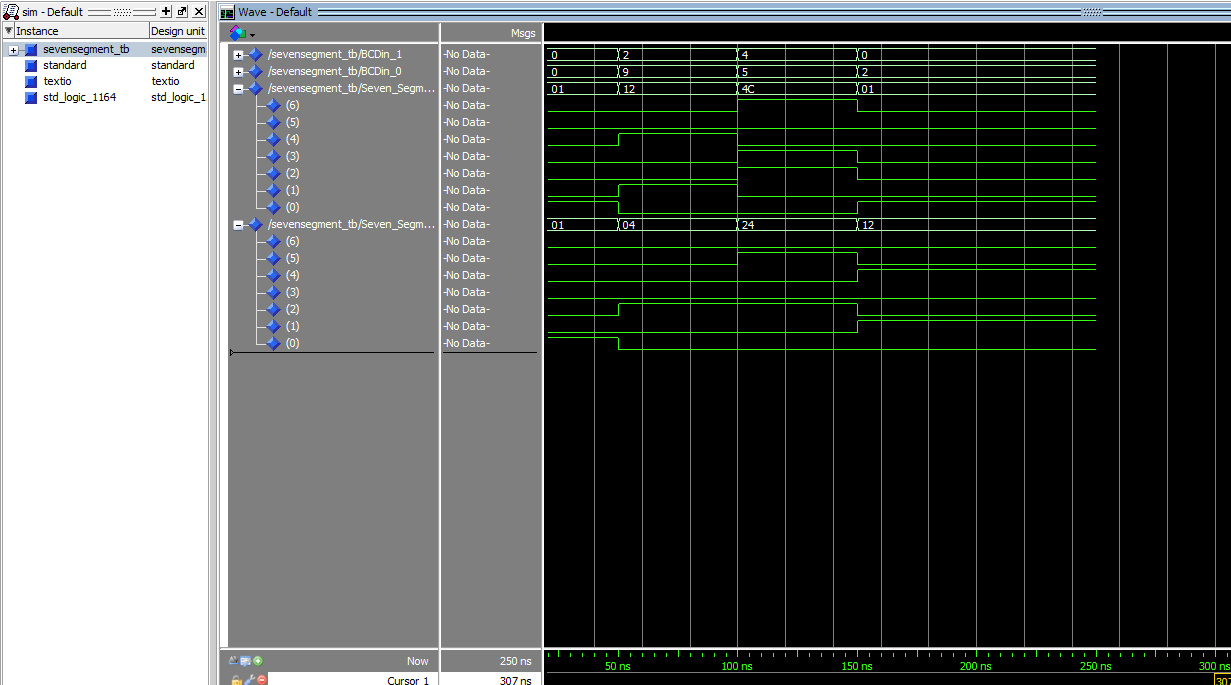 sim - Default
Instance Design unit
sevensegment_tb sevensegm
standard standard
textio textio
std_logic_1164 std_logic_1
Wave - Default
Msgs
/sevensegment_tb/BCDin_1 -No Data- 0 2 4 0
/sevensegment_tb/BCDin_0 -No Data- 0 9 5 2
/sevensegment_tb/Seven_Segm... -No Data- 01 12 4C 01
(6) -No Data-
(5) -No Data-
(4) -No Data-
(3) -No Data-
(2) -No Data-
(1) -No Data-
(0) -No Data-
/sevensegment_tb/Seven_Segm... -No Data- 01 04 24 12
(6) -No Data-
(5) -No Data-
(4) -No Data-
(3) -No Data-
(2) -No Data-
(1) -No Data-
(0) -No Data-
Now 250 ns 50 ns 100 ns 150 ns 200 ns 250 ns 300 ns
Cursor 1 307 ns 30